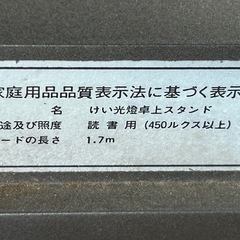 家庭用品品質表示法に基づく表示
名 けい光燈卓上スタンド
途及び照度 読書用(450ルクス以上)
ードの長さ 1.7m